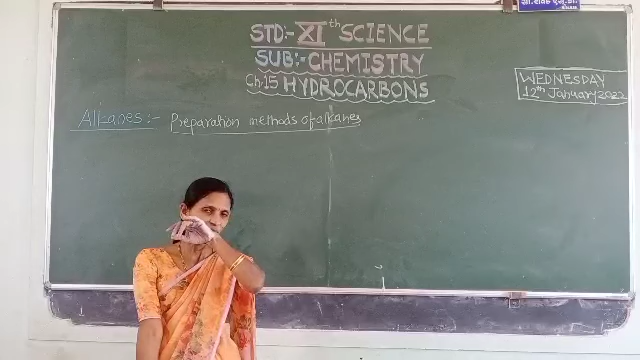 STD:- XIth SCIENCE
SUB:- CHEMISTRY
Ch:15 HYDROCARBONS
WEDNESDAY
12th January 2022
Alkanes:- Preparation methods of alkanes